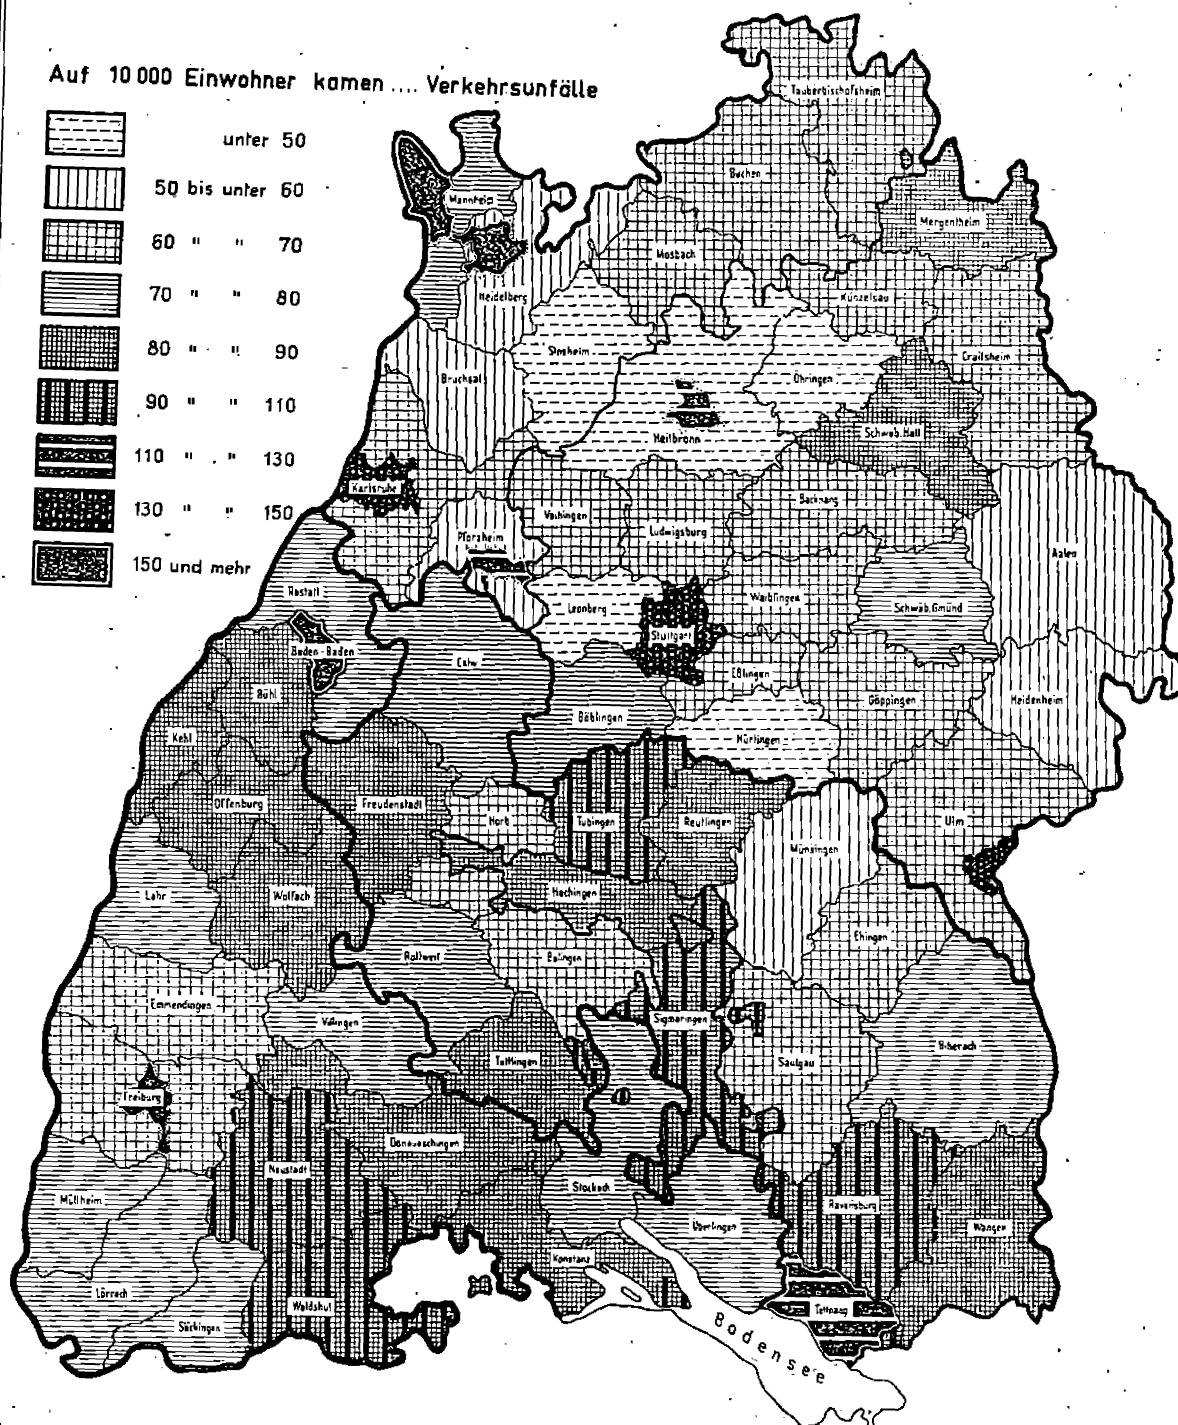 Auf 10 000 Einwohner kamen .... Verkehrsunfälle
unter 50
50 bis unter 60
60 " " 70
70 " " 80
80 " " 90
90 " " 110
110 " " 130
130 " " 150
150 und mehr
Tauberbischofsheim
Buchen
Mannheim
Mergentheim
Mosbach
Heidelberg
Künzelsau
Sinsheim
Crailsheim
Bruchsal
Öhringen
Heilbronn
Schwäb. Hall
Karlsruhe
Backnang
Vaihingen
Ludwigsburg
Pforzheim
Aalen
Rastatt
Leonberg
Waiblingen
Schwäb. Gmünd
Stuttgart
Baden-Baden
Calw
Eßlingen
Bühl
Göppingen
Heidenheim
Böblingen
Kehl
Nürtingen
Offenburg
Freudenstadt
Horb
Tübingen
Reutlingen
Ulm
Münsingen
Lahr
Wolfach
Hechingen
Ehingen
Rottweil
Balingen
Emmendingen
Villingen
Sigmaringen
Biberach
Tuttlingen
Saulgau
Freiburg
Donaueschingen
Neustadt
Müllheim
Stockach
Ravensburg
Überlingen
Wangen
Konstanz
Lörrach
Waldshut
Tettnang
Säckingen
Bodensee